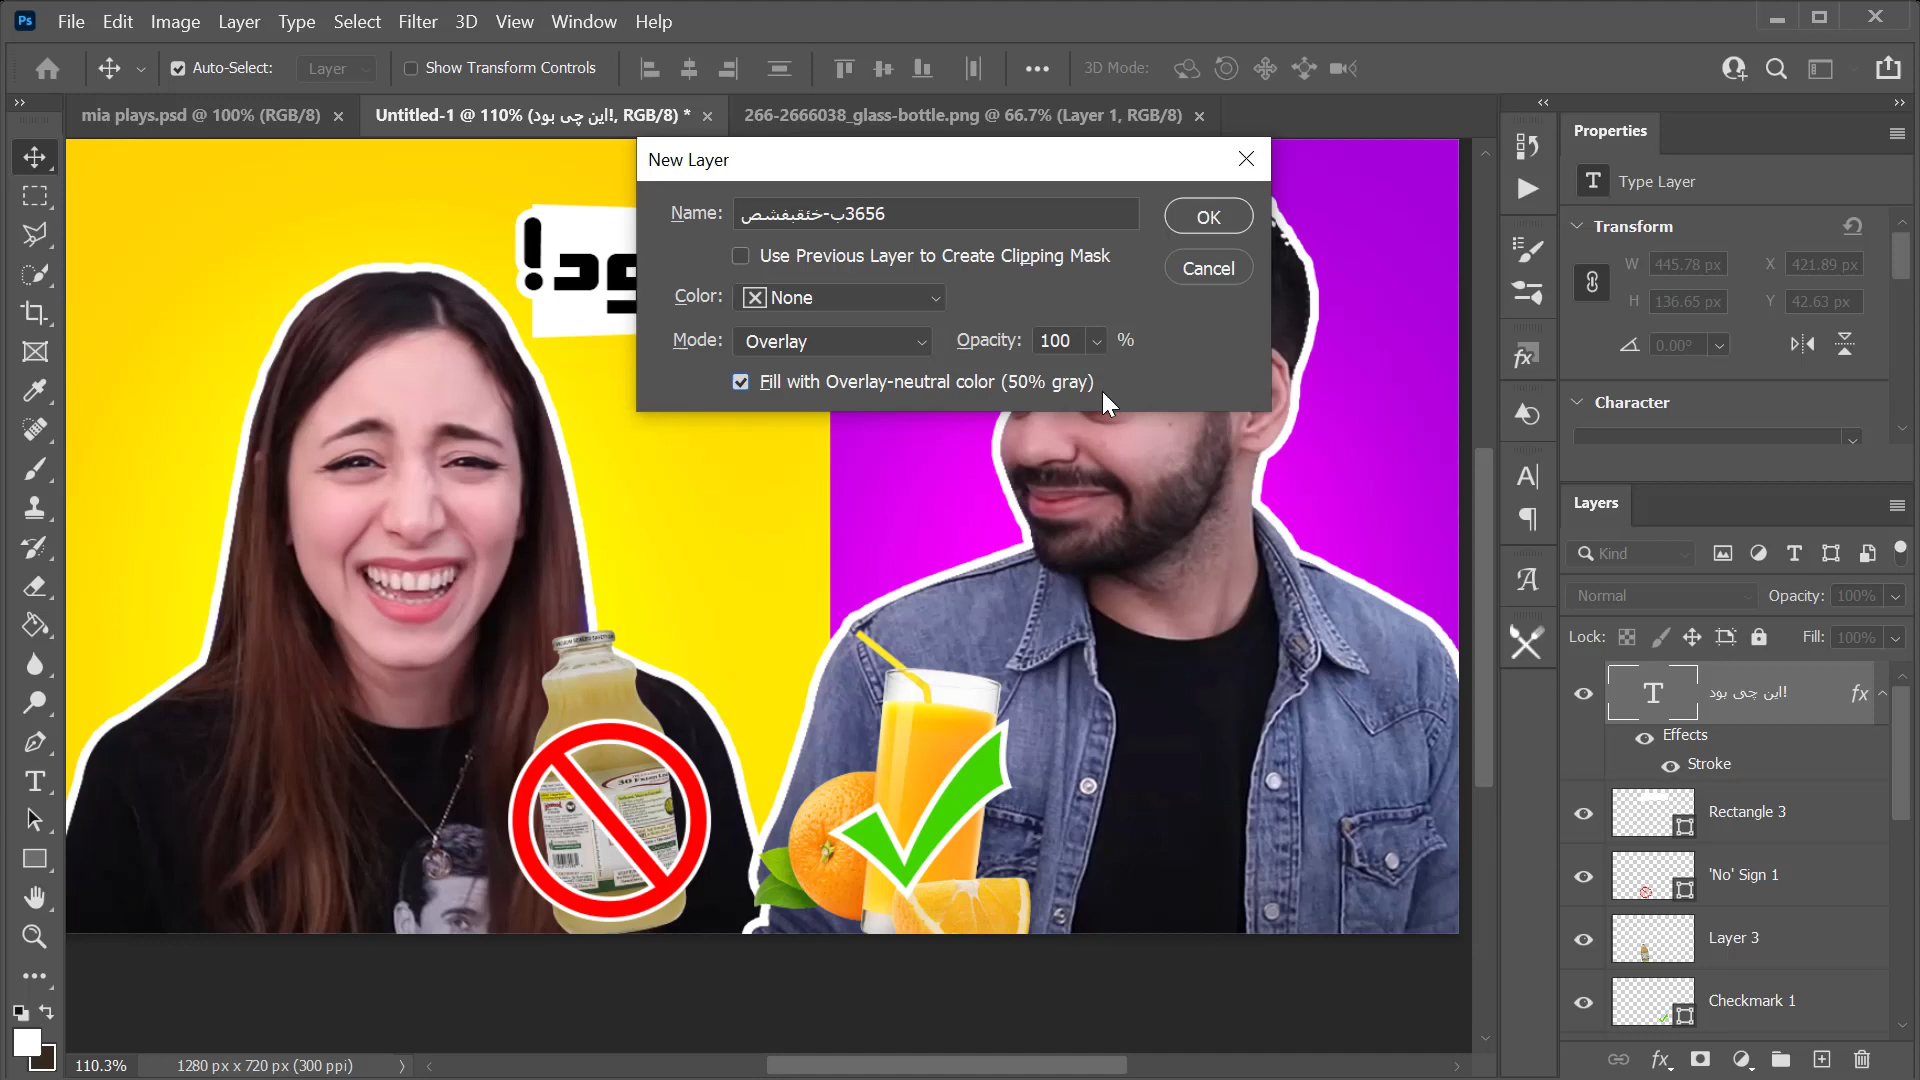 File Edit Image Layer Type Select Filter 3D View Window Help
Auto-Select: Layer Show Transform Controls 3D Mode:
mia plays.psd @ 100% (RGB/8) Untitled-1 @ 110% (این چی بود!, RGB/8) * 266-2666038_glass-bottle.png @ 66.7% (Layer 1, RGB/8)
New Layer
Name: ب-خئقبفشص3656
OK
Use Previous Layer to Create Clipping Mask
Cancel
Color: None
Mode: Overlay Opacity: 100 %
Fill with Overlay-neutral color (50% gray)
Properties
Type Layer
Transform
W 445.78 px X 421.89 px
H 136.65 px Y 42.63 px
0.00°
Character
Layers
Kind
Normal Opacity: 100%
Lock: Fill: 100%
این چی بود!
Effects
Stroke
Rectangle 3
'No' Sign 1
Layer 3
Checkmark 1
110.3% 1280 px x 720 px (300 ppi)